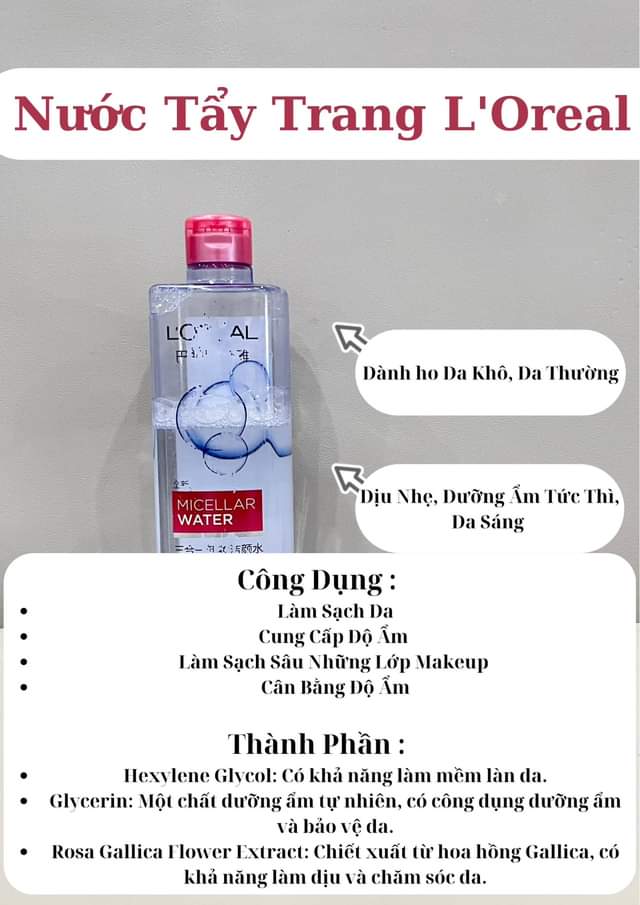 Nước Tẩy Trang L'Oreal
Dành ho Da Khô, Da Thường
Dịu Nhẹ, Dưỡng Ẩm Tức Thì,
Da Sáng
MICELLAR
WATER
Công Dụng :
Làm Sạch Da
Cung Cấp Độ Ẩm
Làm Sạch Sâu Những Lớp Makeup
Cân Bằng Độ Ẩm
Thành Phần :
Hexylene Glycol: Có khả năng làm mềm làn da.
Glycerin: Một chất dưỡng ẩm tự nhiên, có công dụng dưỡng ẩm
và bảo vệ da.
Rosa Gallica Flower Extract: Chiết xuất từ hoa hồng Gallica, có
khả năng làm dịu và chăm sóc da.